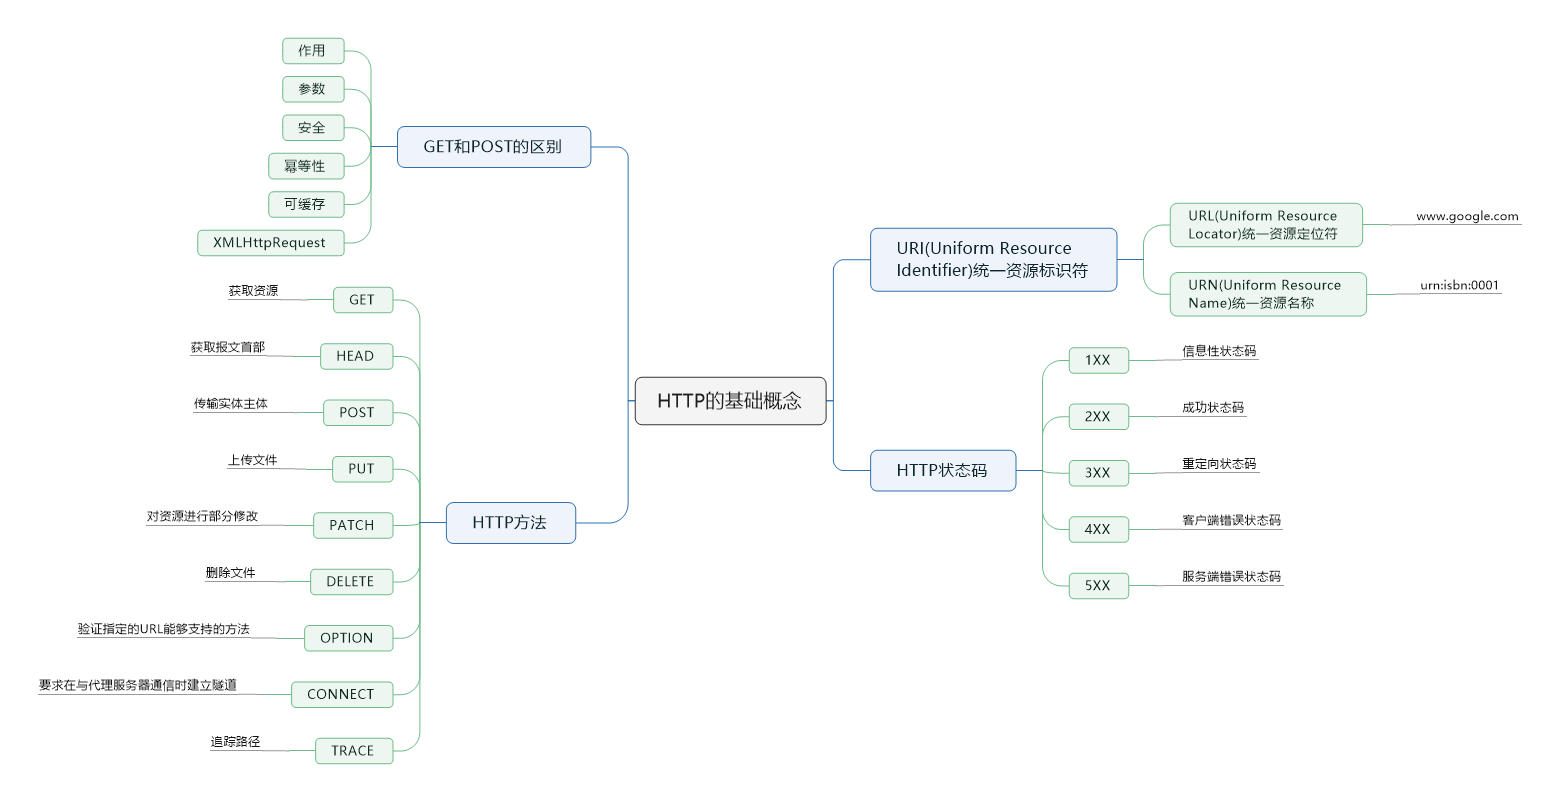 HTTP的基础概念
GET和POST的区别
作用
参数
安全
幂等性
可缓存
XMLHttpRequest
HTTP方法
GET
获取资源
HEAD
获取报文首部
POST
传输实体主体
PUT
上传文件
PATCH
对资源进行部分修改
DELETE
删除文件
OPTION
验证指定的URL能够支持的方法
CONNECT
要求在与代理服务器通信时建立隧道
TRACE
追踪路径
URI(Uniform Resource
Identifier)统一资源标识符
URL(Uniform Resource
Locator)统一资源定位符
www.google.com
URN(Uniform Resource
Name)统一资源名称
urn:isbn:0001
HTTP状态码
1XX
信息性状态码
2XX
成功状态码
3XX
重定向状态码
4XX
客户端错误状态码
5XX
服务端错误状态码